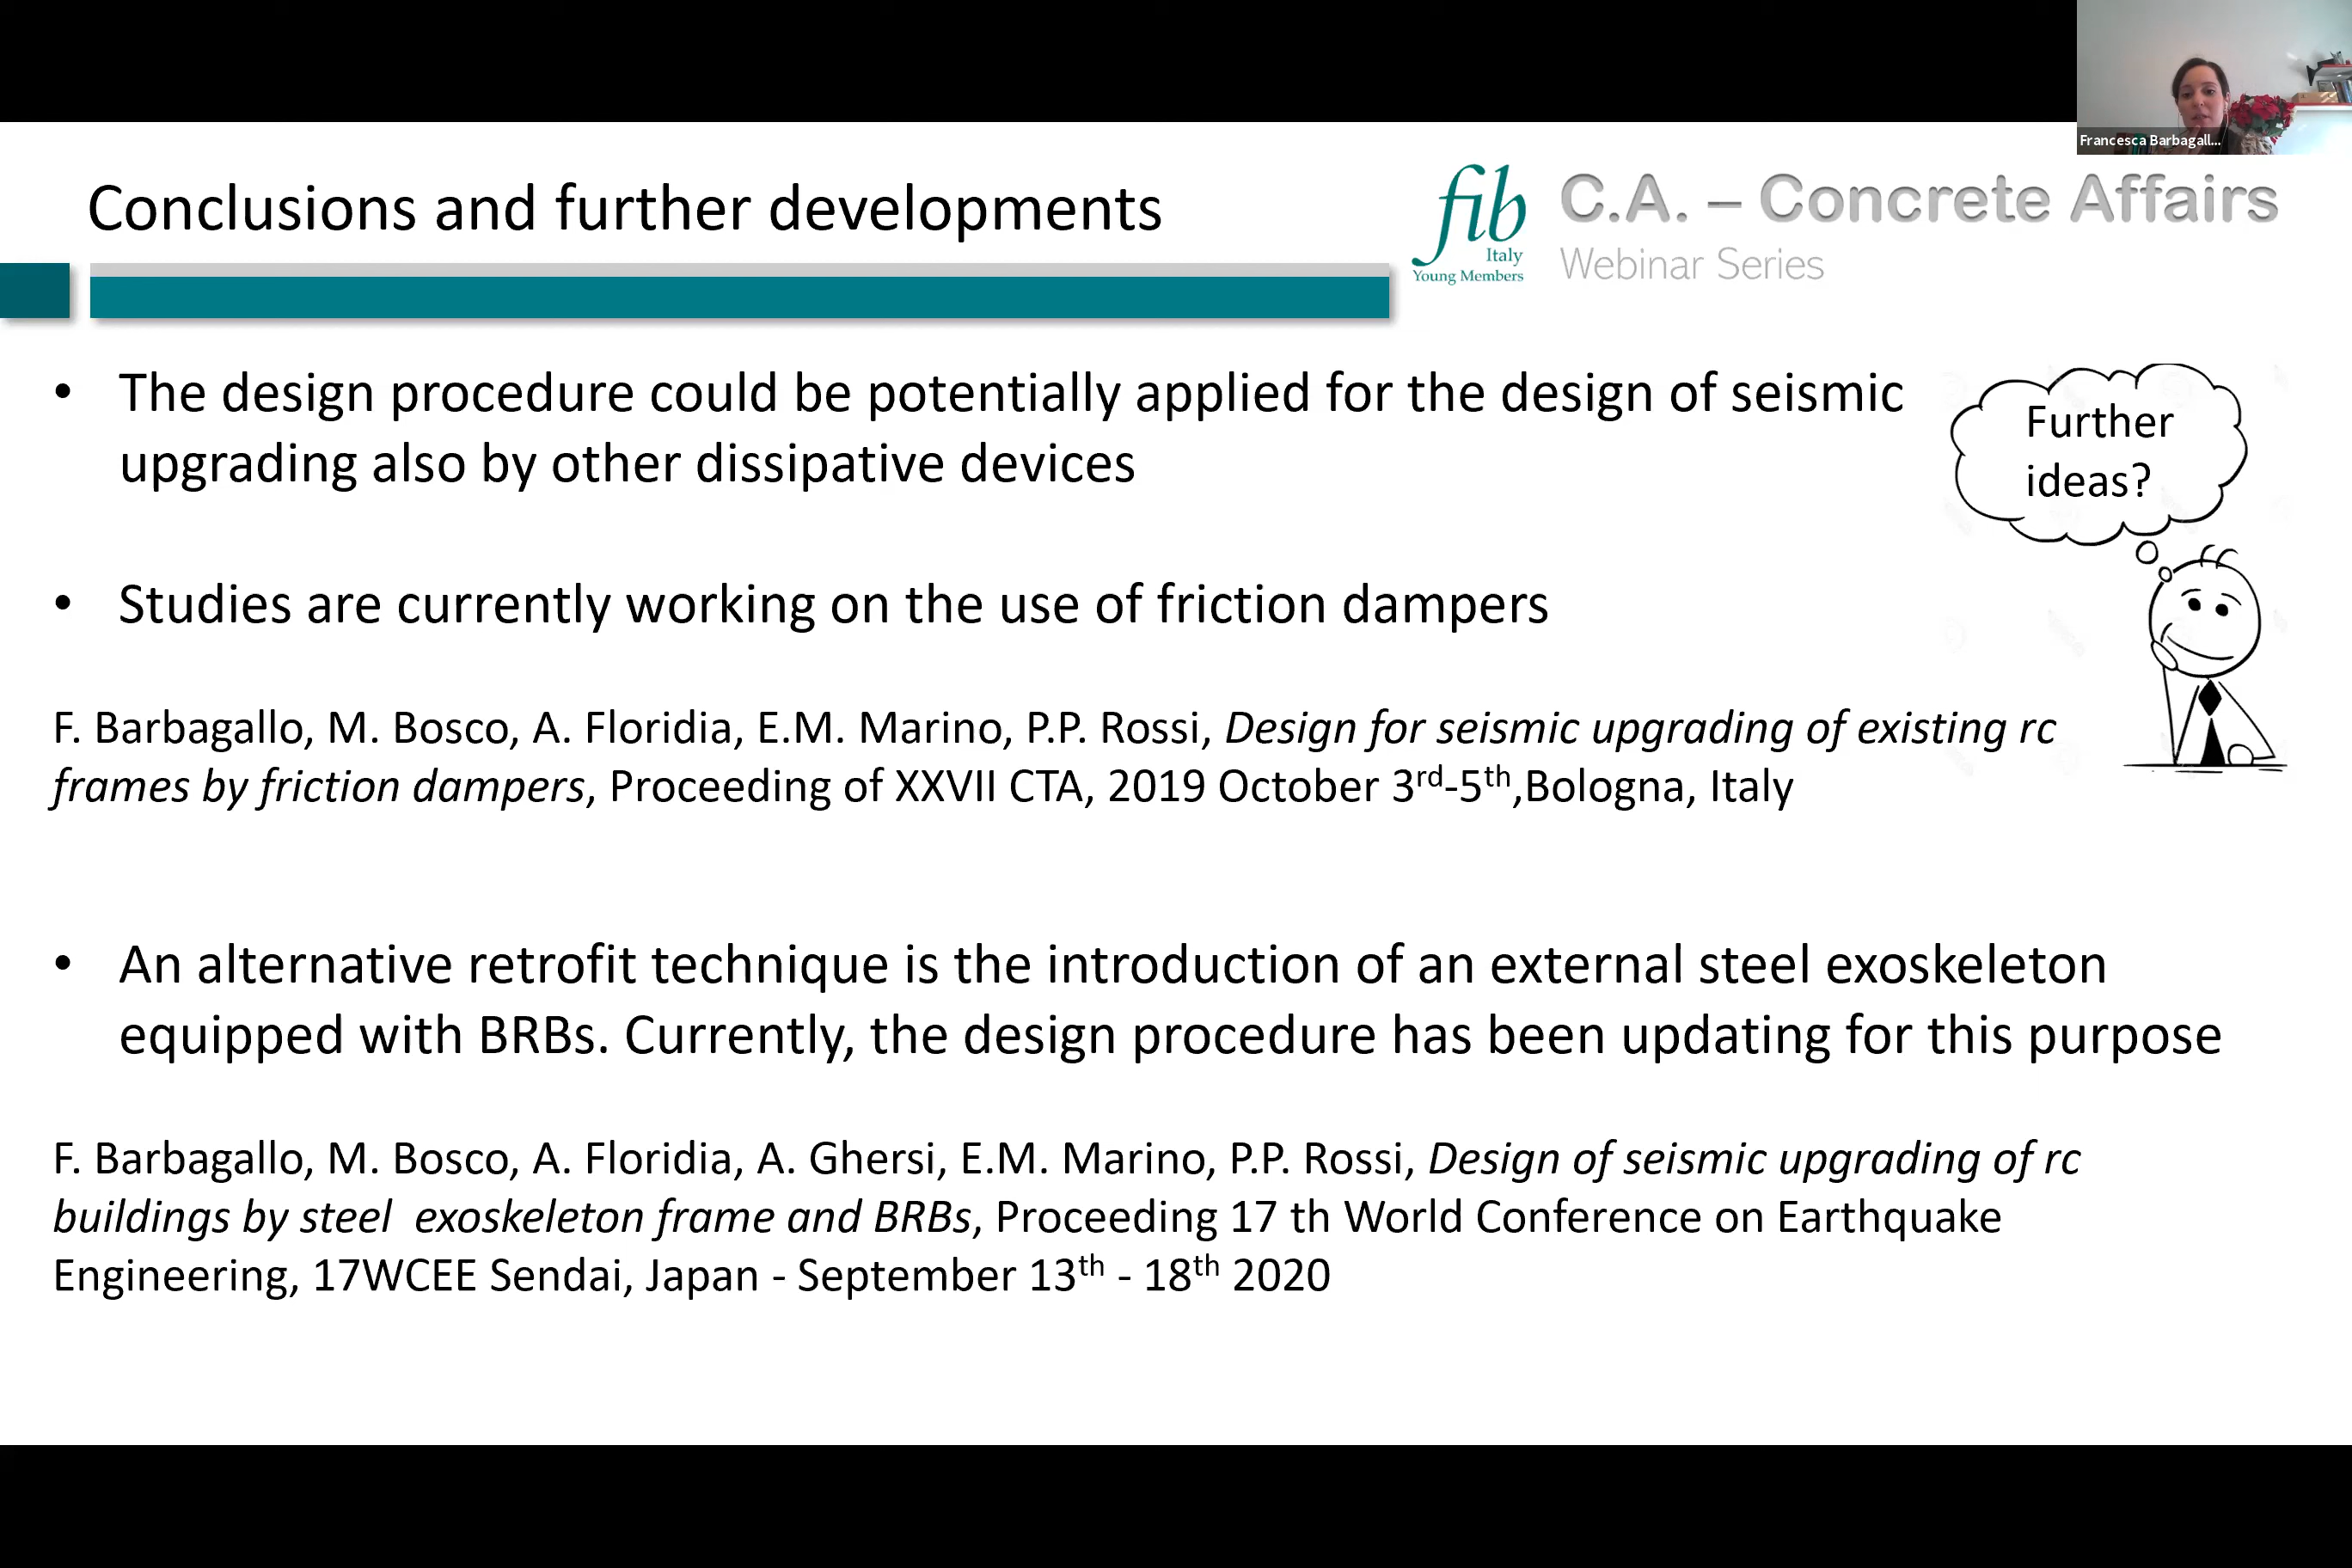 Francesca Barbagall...
Conclusions and further developments
fib
Italy
Young Members
C.A. – Concrete Affairs
Webinar Series
• The design procedure could be potentially applied for the design of seismic
upgrading also by other dissipative devices
Further
ideas?
• Studies are currently working on the use of friction dampers
F. Barbagallo, M. Bosco, A. Floridia, E.M. Marino, P.P. Rossi, Design for seismic upgrading of existing rc
frames by friction dampers, Proceeding of XXVII CTA, 2019 October 3rd-5th,Bologna, Italy
• An alternative retrofit technique is the introduction of an external steel exoskeleton
equipped with BRBs. Currently, the design procedure has been updating for this purpose
F. Barbagallo, M. Bosco, A. Floridia, A. Ghersi, E.M. Marino, P.P. Rossi, Design of seismic upgrading of rc
buildings by steel  exoskeleton frame and BRBs, Proceeding 17 th World Conference on Earthquake
Engineering, 17WCEE Sendai, Japan - September 13th - 18th 2020